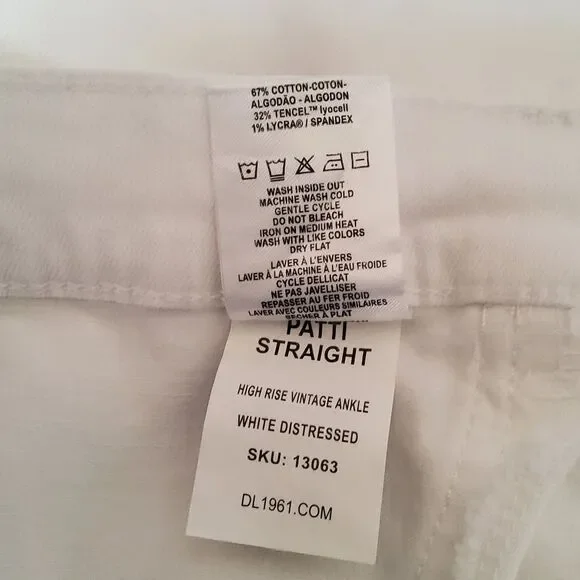 67% COTTON-COTON-
ALGODÃO - ALGODON
32% TENCEL™ lyocell
1% LYCRA® / SPANDEX
WASH INSIDE OUT
MACHINE WASH COLD
GENTLE CYCLE
DO NOT BLEACH
IRON ON MEDIUM HEAT
WASH WITH LIKE COLORS
DRY FLAT
LAVER À L'ENVERS
LAVER À LA MACHINE À L'EAU FROIDE
CYCLE DELLICAT
NE PAS JAVELLISER
REPASSER AU FER FROID
LAVER AVEC COULEURS SIMILAIRES
SECHER À PLAT
PATTI
STRAIGHT
HIGH RISE VINTAGE ANKLE
WHITE DISTRESSED
SKU: 13063
DL1961.COM